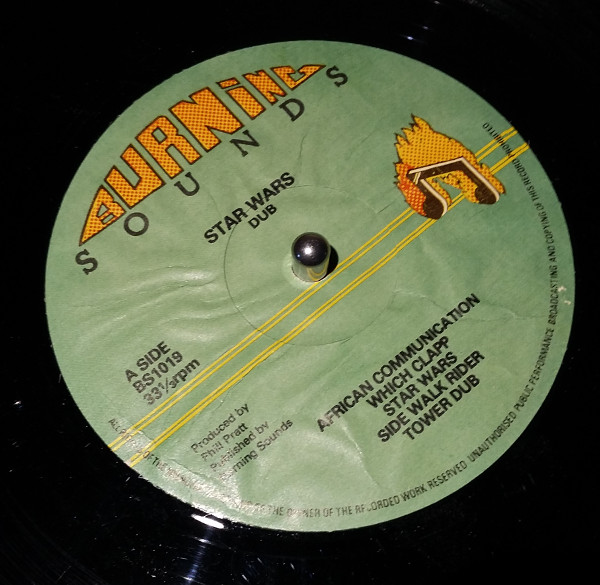 BURNING
SOUNDS
STAR WARS
DUB
A SIDE
BS1019
33⅓rpm
Produced by
Phill Pratt
Published by
Burning Sounds
AFRICAN COMMUNICATION
WHICH CLAPP
STAR WARS
SIDE WALK RIDER
TOWER DUB
OF THE OWNER OF THE RECORDED WORK RESERVED UNAUTHORISED PUBLIC PERFORMANCE BROADCASTING AND COPYING OF THIS RECORD PROHIBITED